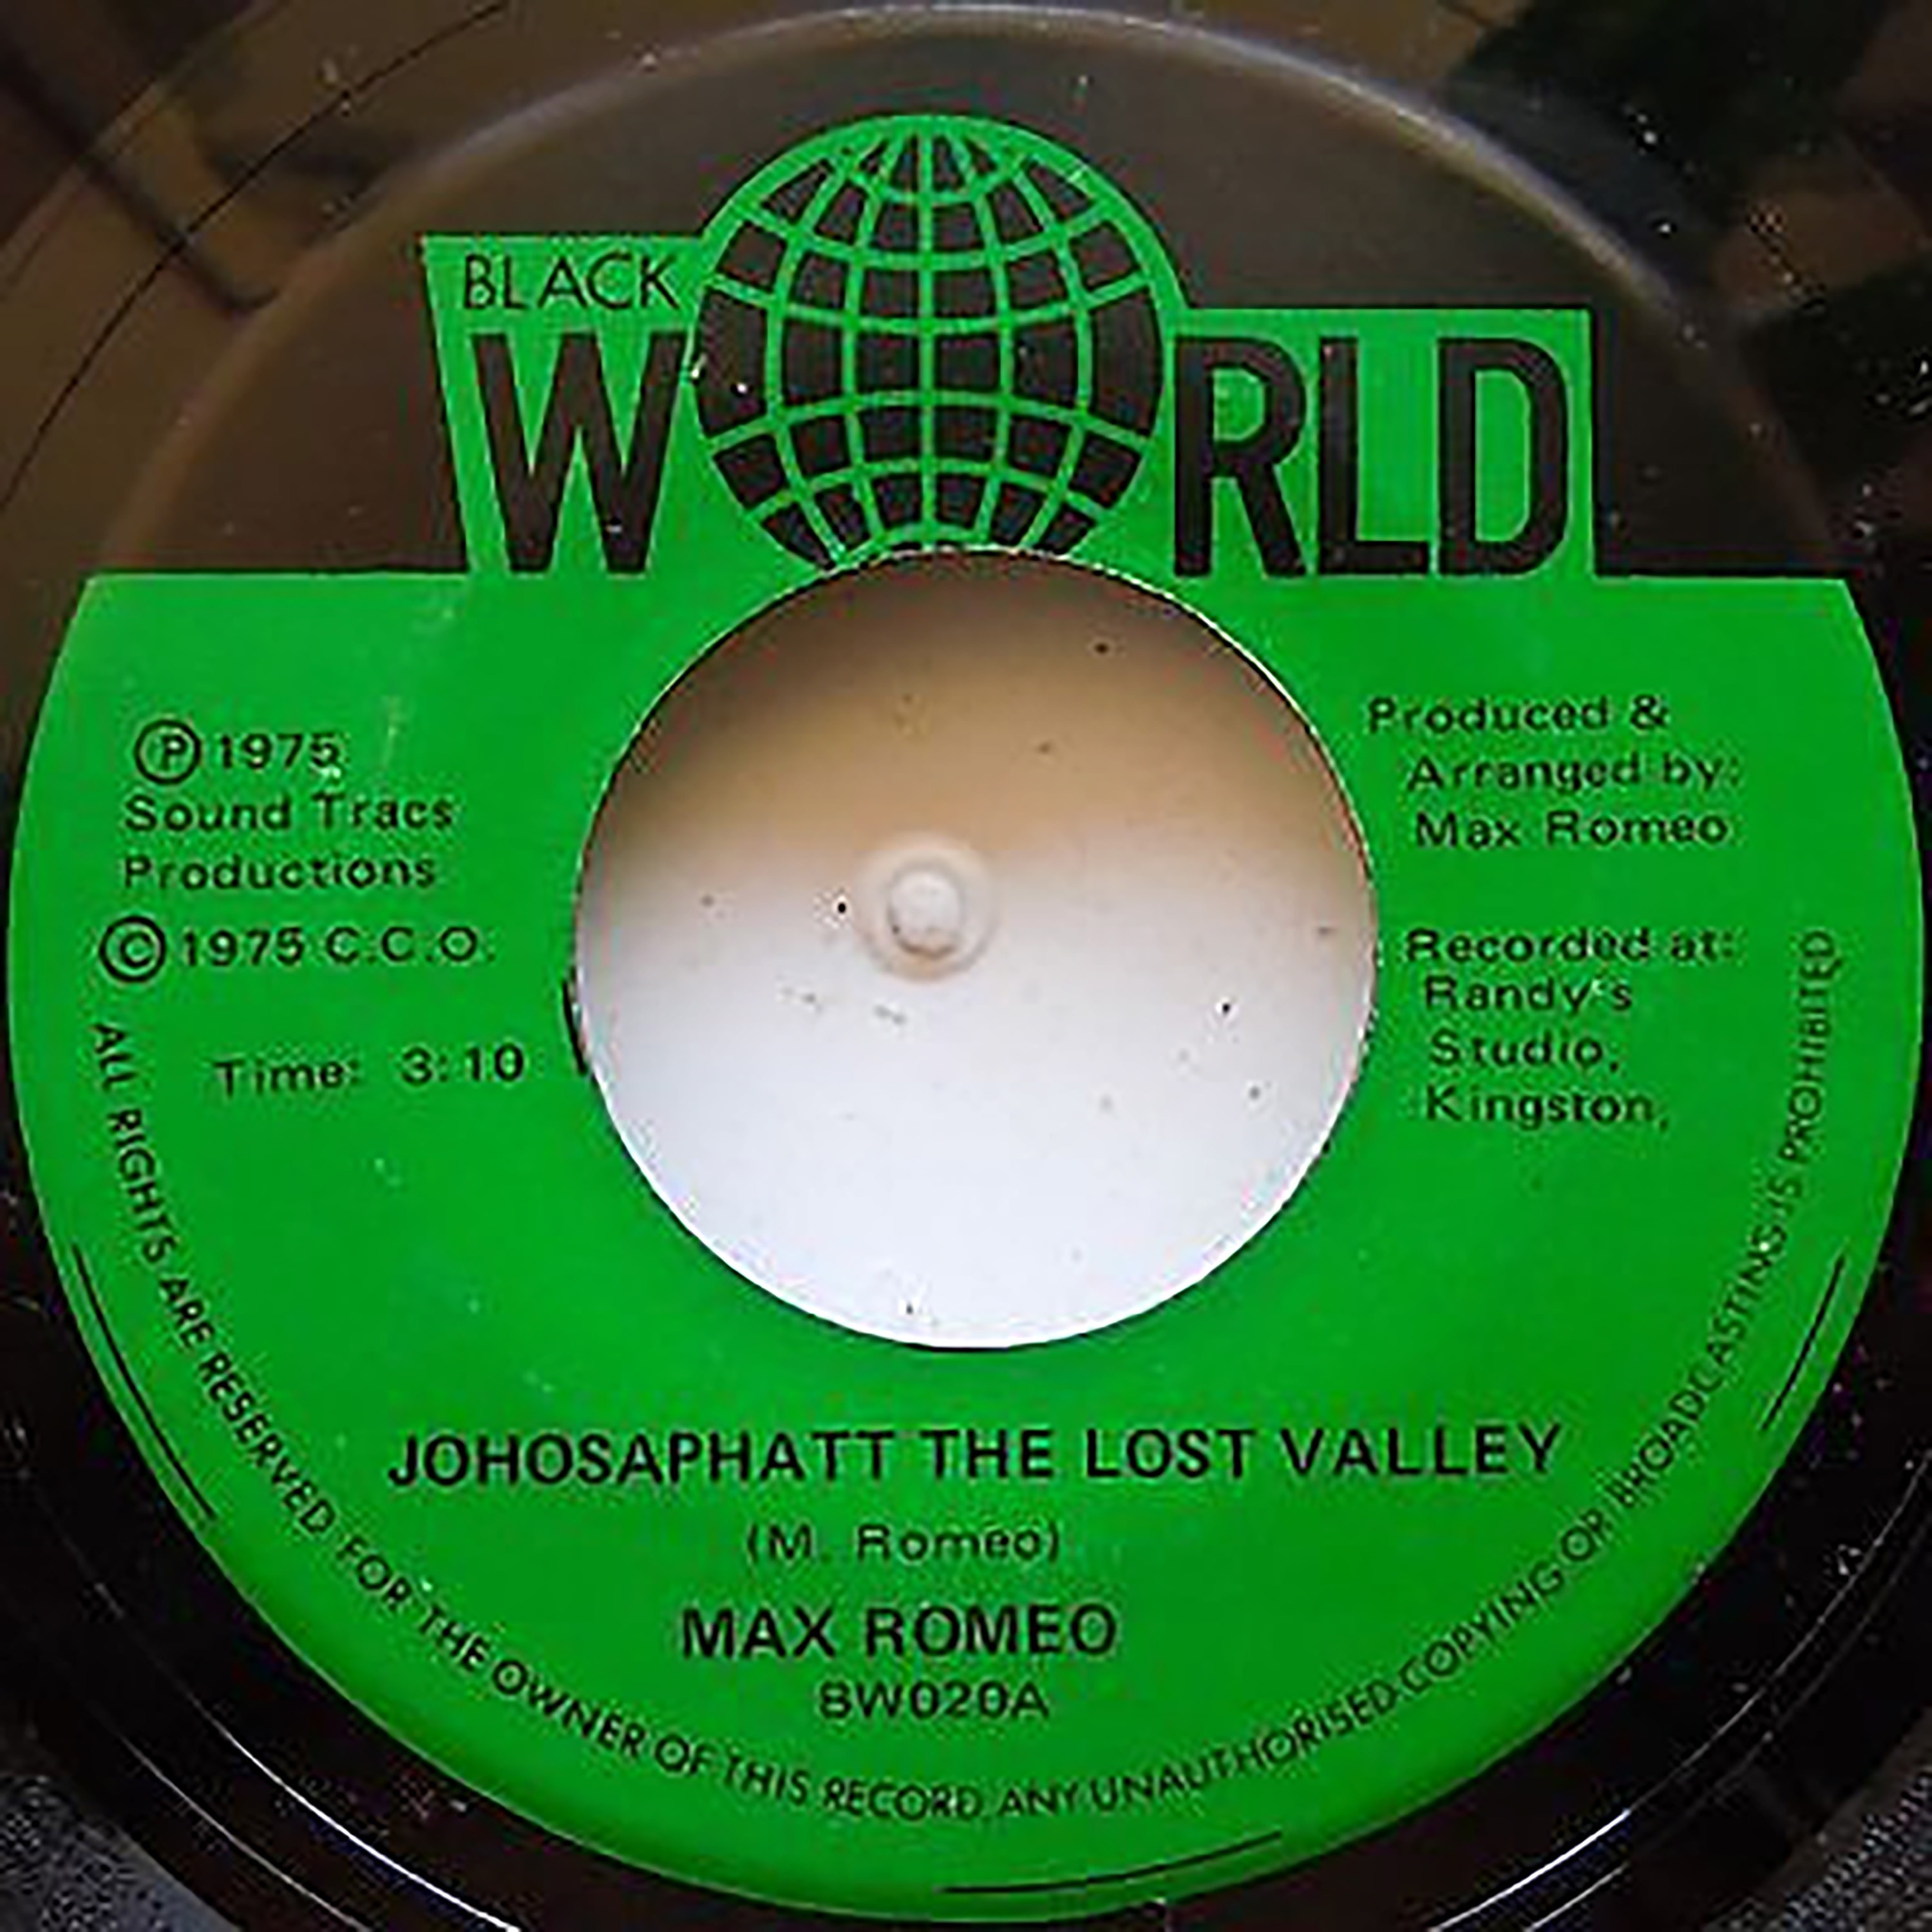 BLACK
WORLD
Ⓟ 1975
Sound Tracs
Productions
© 1975 C.C.O.
Time: 3:10
Produced &
Arranged by:
Max Romeo
Recorded at:
Randy's
Studio,
Kingston,
JOHOSAPHATT THE LOST VALLEY
(M. Romeo)
MAX ROMEO
BW020A
ALL RIGHTS ARE RESERVED FOR THE OWNER OF THIS RECORD. ANY UNAUTHORISED COPYING OR BROADCASTING IS PROHIBITED